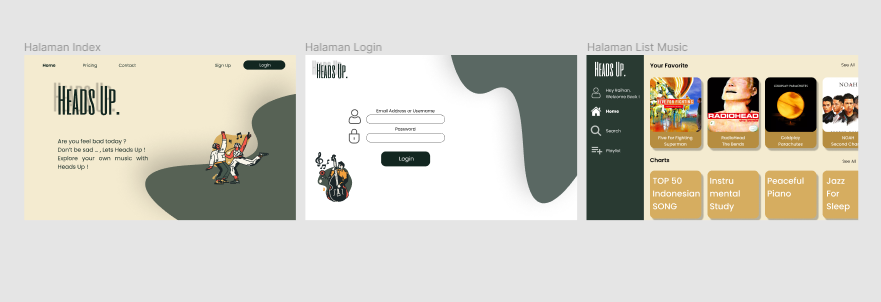 Halaman Index
Home Pricing Contact Sign Up Login
HEADS UP.
Are you feel bad today ?
Don't be sad .. , Lets Heads Up !
Explore your own music with
Heads Up !
Halaman Login
HEADS UP.
Email Address or Username
Password
Login
Halaman List Music
HEADS UP.
Hey Raihan,
Welcome Back !
Home
Search
Playlist
Your Favorite
See All
FIVE FOR FIGHTING
Five For Fighting
Superman
RADIOHEAD
RadioHead
The Bends
COLDPLAY PARACHUTES
Coldplay
Parachutes
NOAH
NOAH
Second Cha
Charts
See All
TOP 50
Indonesian
SONG
Instru
mental
Study
Peaceful
Piano
Jazz
For
Sleep